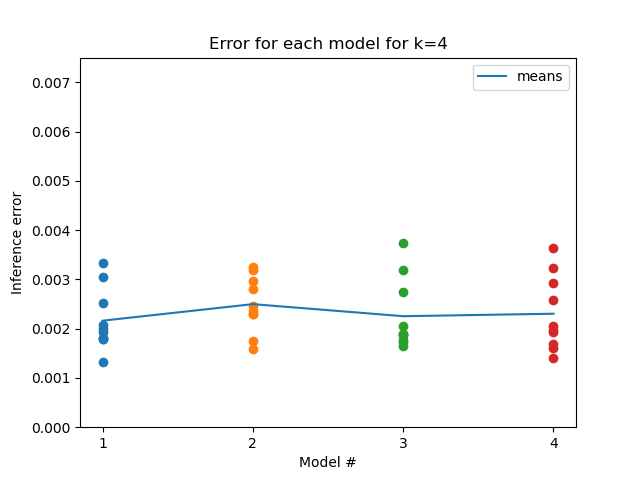 Error for each model for k=4
means
0.007
0.006
0.005
0.004
0.003
0.002
0.001
0.000
Inference error
1 2 3 4
Model #